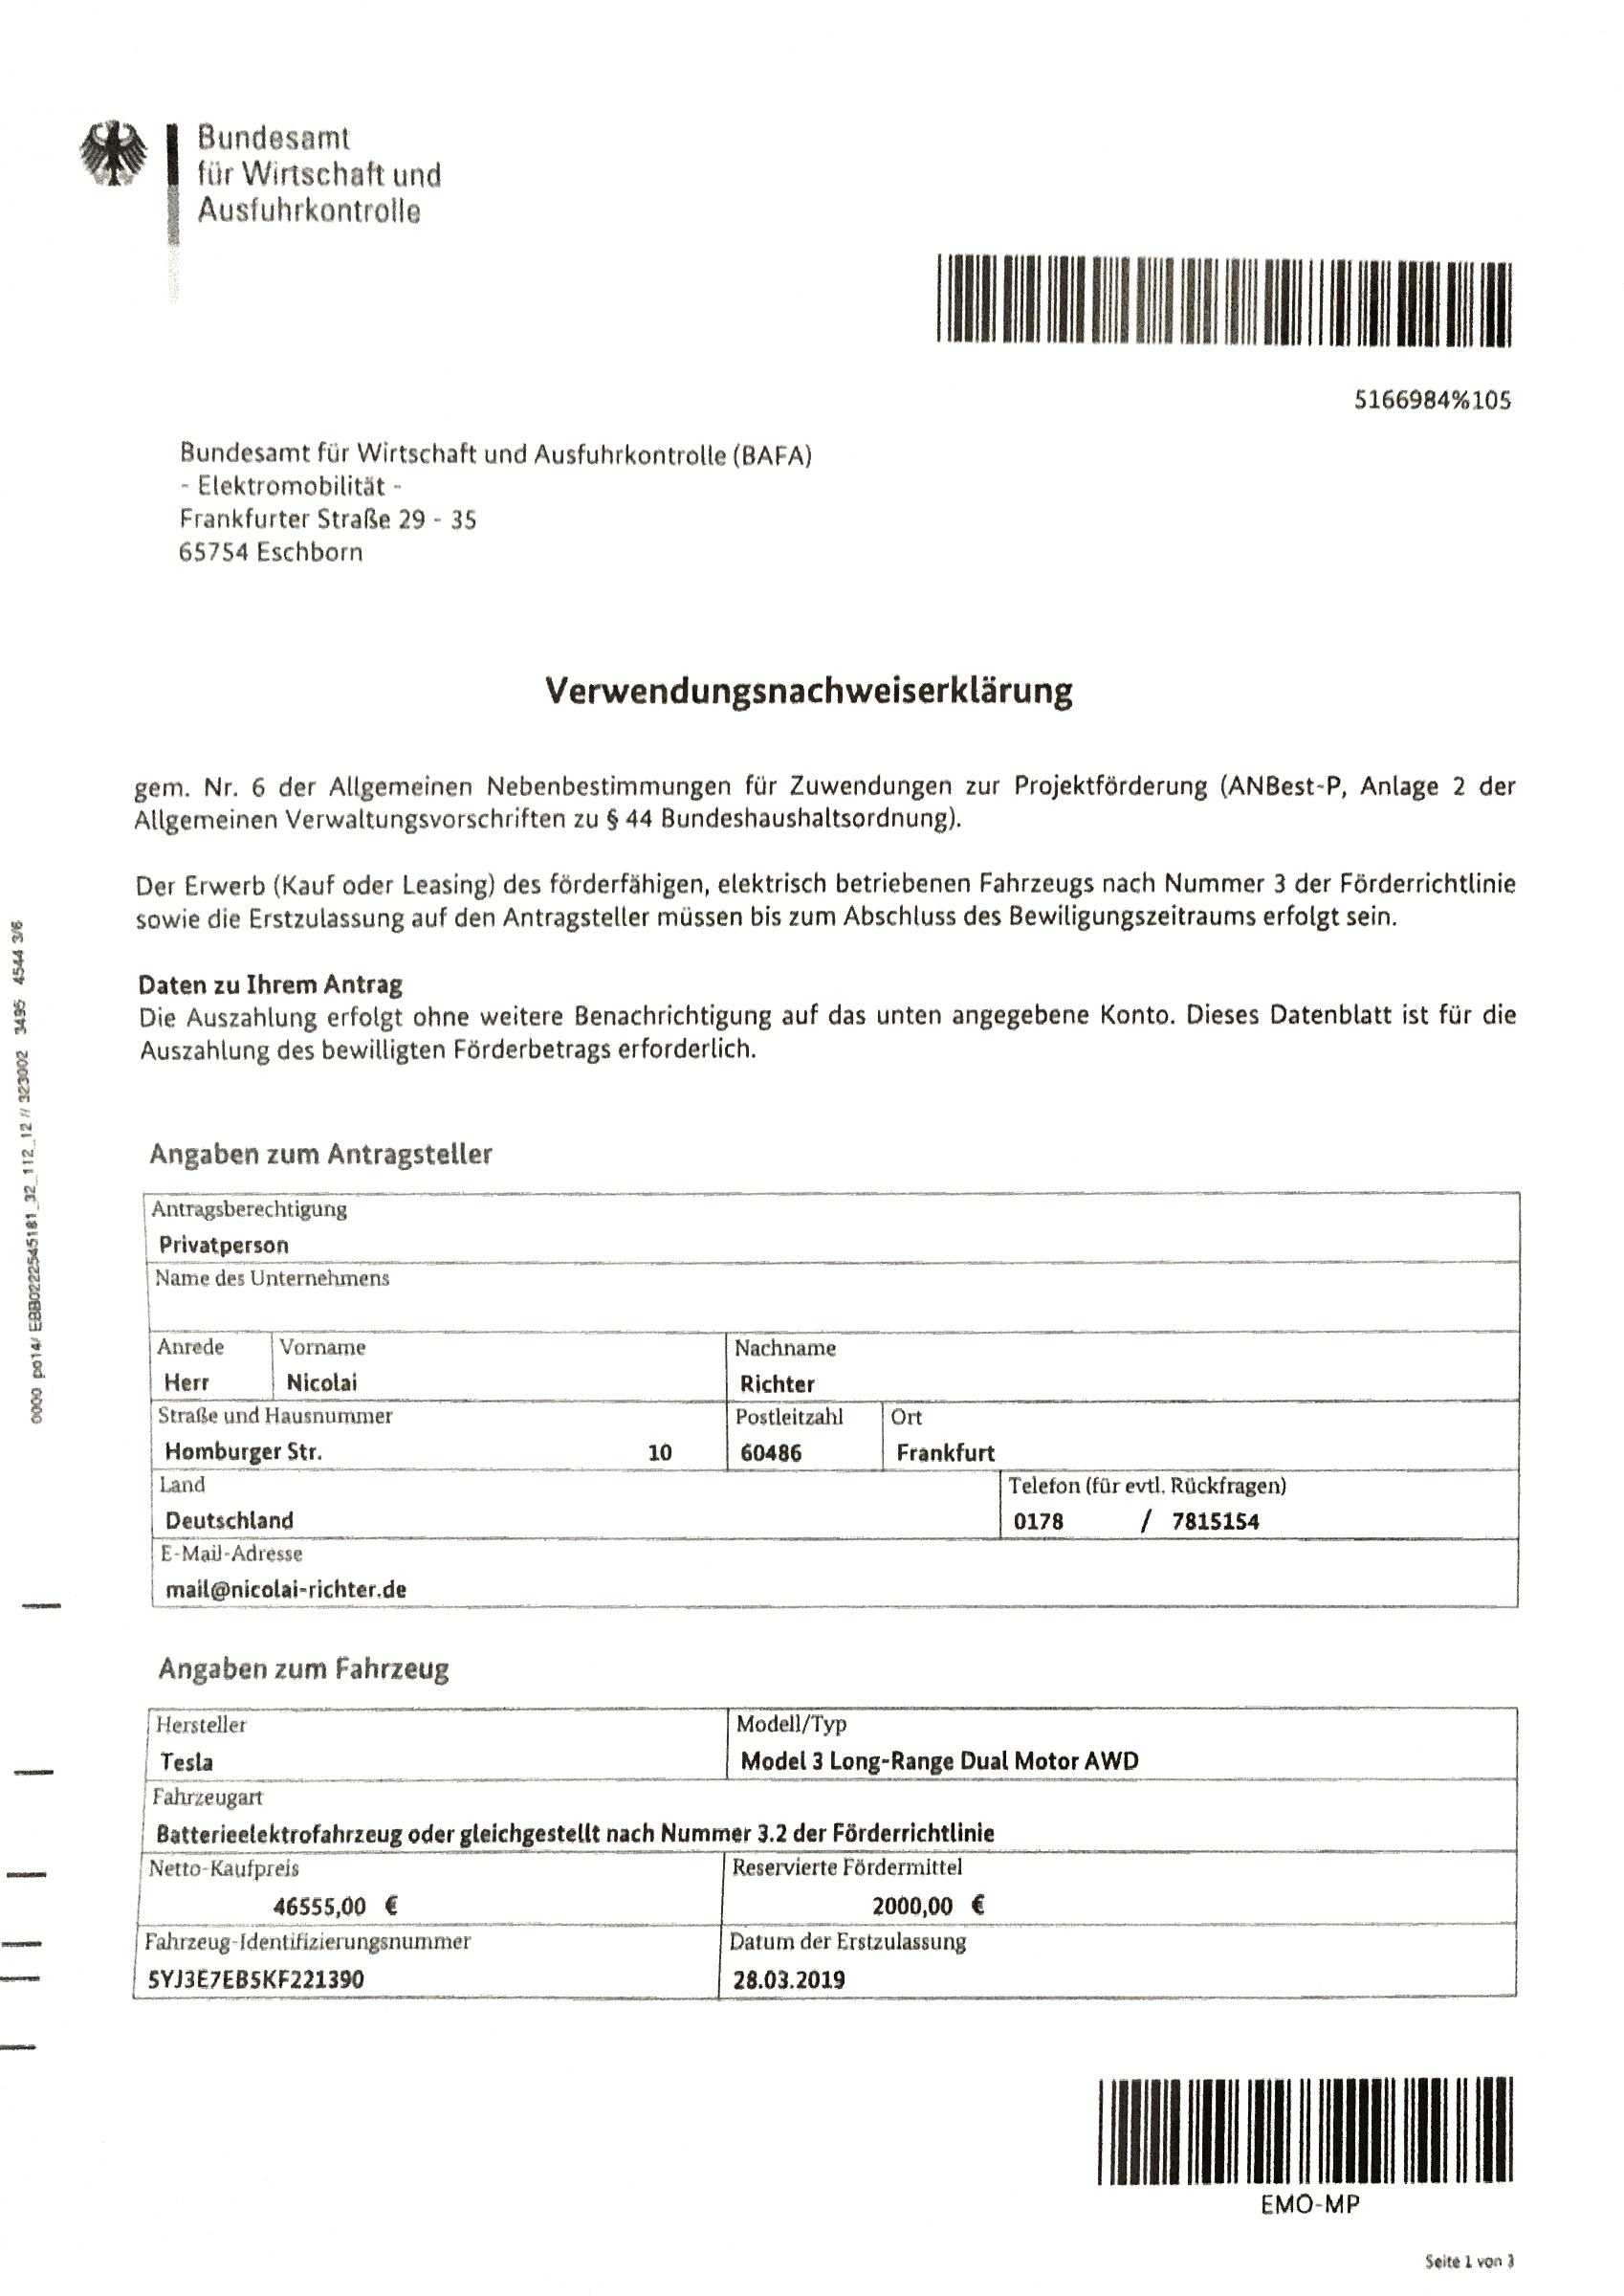 Bundesamt
für Wirtschaft und
Ausfuhrkontrolle
5166984%105
Bundesamt für Wirtschaft und Ausfuhrkontrolle (BAFA)
- Elektromobilität -
Frankfurter Straße 29 - 35
65754 Eschborn
Verwendungsnachweiserklärung
gem. Nr. 6 der Allgemeinen Nebenbestimmungen für Zuwendungen zur Projektförderung (ANBest-P, Anlage 2 der
Allgemeinen Verwaltungsvorschriften zu § 44 Bundeshaushaltsordnung).
Der Erwerb (Kauf oder Leasing) des förderfähigen, elektrisch betriebenen Fahrzeugs nach Nummer 3 der Förderrichtlinie
sowie die Erstzulassung auf den Antragsteller müssen bis zum Abschluss des Bewiligungszeitraums erfolgt sein.
Daten zu Ihrem Antrag
Die Auszahlung erfolgt ohne weitere Benachrichtigung auf das unten angegebene Konto. Dieses Datenblatt ist für die
Auszahlung des bewilligten Förderbetrags erforderlich.
0000 po14/ EBB0222545181_32_112_12 // 323002 3495 4544 3/6
Angaben zum Antragsteller
Antragsberechtigung
Privatperson
Name des Unternehmens
Anrede Vorname Nachname
Herr Nicolai Richter
Straße und Hausnummer Postleitzahl Ort
Homburger Str. 10 60486 Frankfurt
Land Telefon (für evtl. Rückfragen)
Deutschland 0178 / 7815154
E-Mail-Adresse
mail@nicolai-richter.de
Angaben zum Fahrzeug
Hersteller Modell/Typ
Tesla Model 3 Long-Range Dual Motor AWD
Fahrzeugart
Batterieelektrofahrzeug oder gleichgestellt nach Nummer 3.2 der Förderrichtlinie
Netto-Kaufpreis Reservierte Fördermittel
46555,00 € 2000,00 €
Fahrzeug-Identifizierungsnummer Datum der Erstzulassung
5YJ3E7EB5KF221390 28.03.2019
EMO-MP
Seite 1 von 3